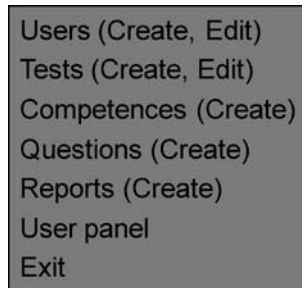 Users (Create, Edit)
Tests (Create, Edit)
Competences (Create)
Questions (Create)
Reports (Create)
User panel
Exit